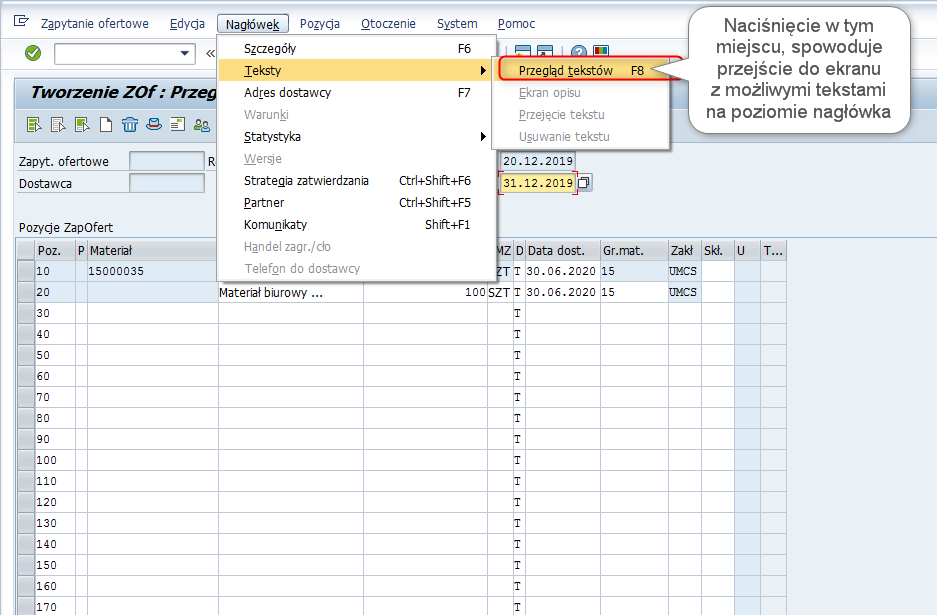 Zapytanie ofertowe Edycja Nagłówek Pozycja Otoczenie System Pomoc
Naciśnięcie w tym
miejscu, spowoduje
przejście do ekranu
z możliwymi tekstami
na poziomie nagłówka
Szczegóły F6
Teksty
Adres dostawcy F7
Warunki
Statystyka
Wersje
Strategia zatwierdzania Ctrl+Shift+F6
Partner Ctrl+Shift+F5
Komunikaty Shift+F1
Handel zagr./cło
Telefon do dostawcy
Przegląd tekstów F8
Ekran opisu
Przejęcie tekstu
Usuwanie tekstu
Tworzenie ZOf : Przeg
Zapyt. ofertowe R 20.12.2019
Dostawca 31.12.2019
Pozycje ZapOfert
Poz. P Materiał MZ D Data dost. Gr.mat. Zakł Skł. U T...
10 15000035 ZT T 30.06.2020 15 UMCS
20 Materiał biurowy ... 100 SZT T 30.06.2020 15 UMCS
30 T
40 T
50 T
60 T
70 T
80 T
90 T
100 T
110 T
120 T
130 T
140 T
150 T
160 T
170 T